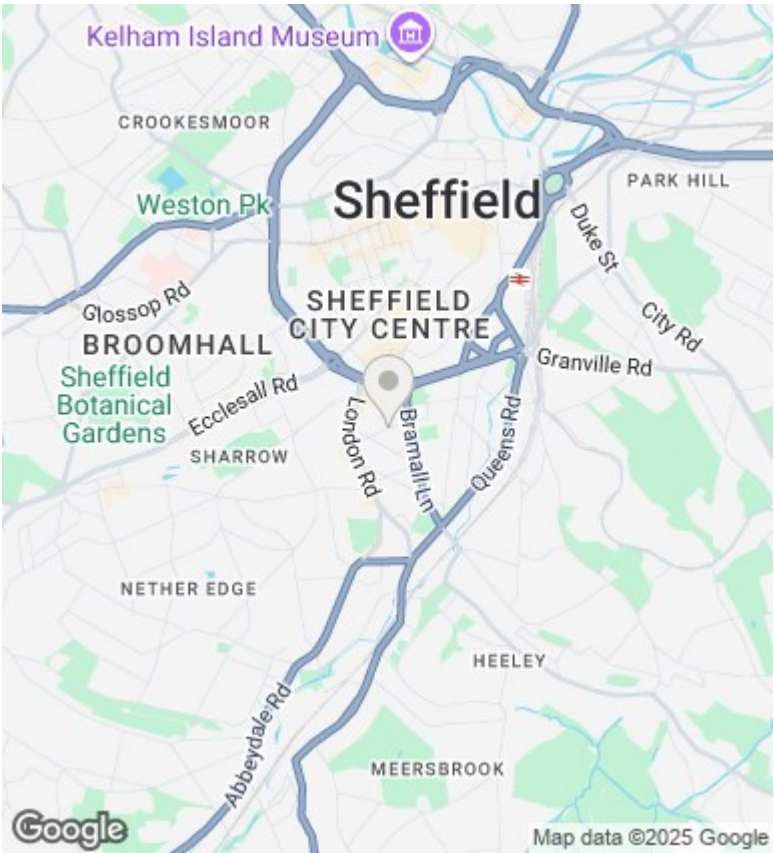 Kelham Island Museum
CROOKESMOOR
Weston Pk
Sheffield
PARK HILL
Duke St
Glossop Rd
SHEFFIELD
CITY CENTRE
City Rd
BROOMHALL
Granville Rd
Sheffield
Botanical
Gardens
Ecclesall Rd
London Rd
Bramall Ln
Queens Rd
SHARROW
NETHER EDGE
HEELEY
Abbeydale Rd
MEERSBROOK
Google
Map data ©2025 Google